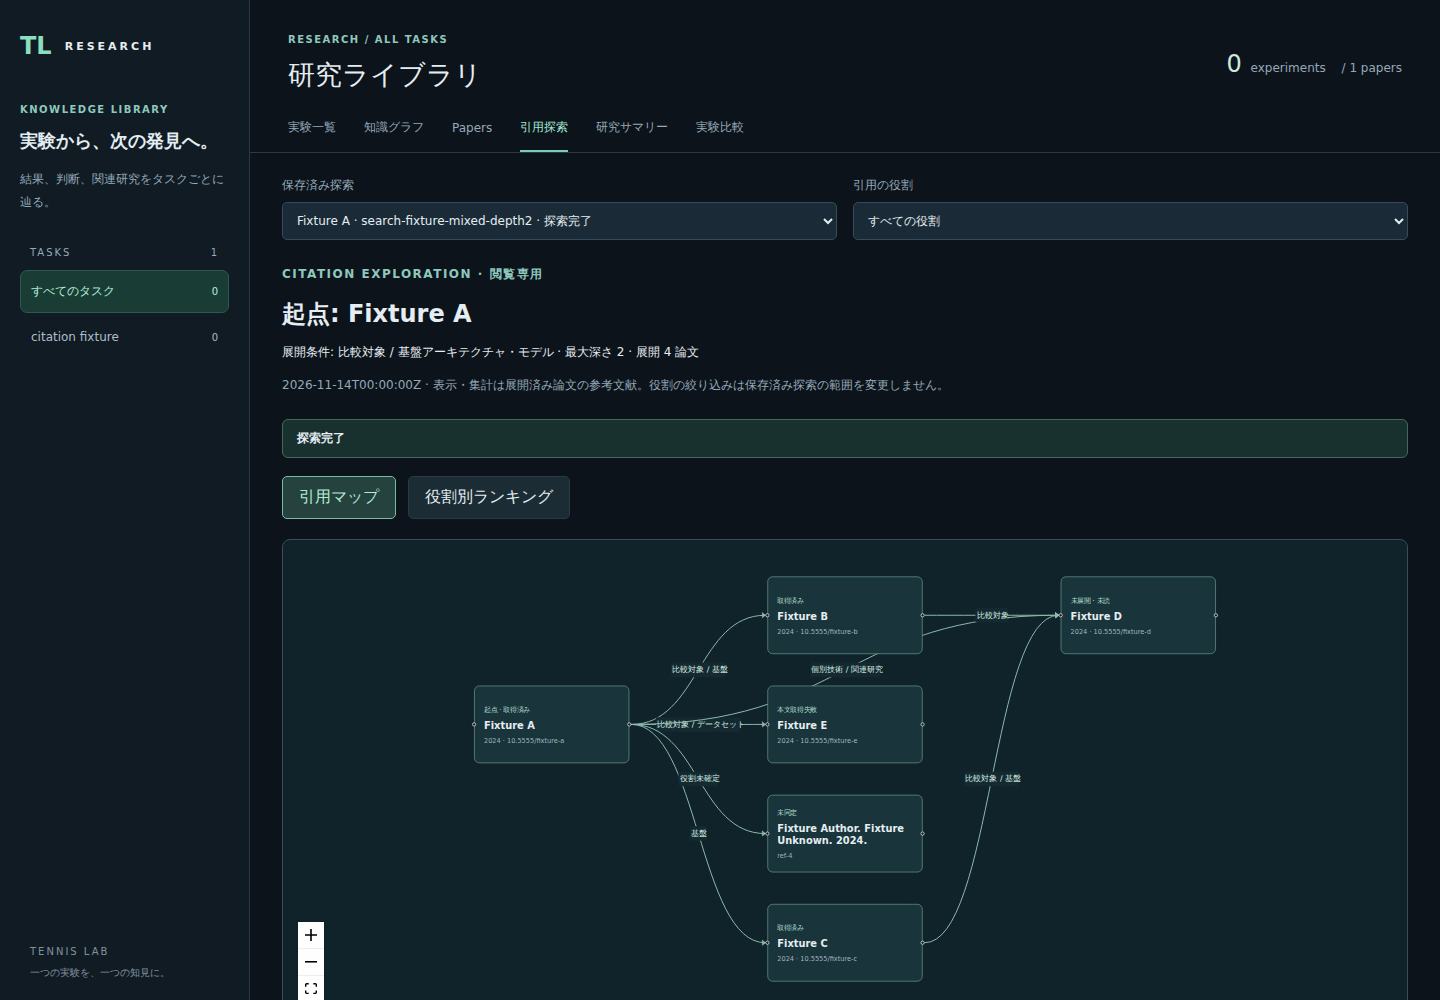 TL RESEARCH
KNOWLEDGE LIBRARY
実験から、次の発見へ。
結果、判断、関連研究をタスクごとに
辿る。
TASKS 1
すべてのタスク 0
citation fixture 0
TENNIS LAB
一つの実験を、一つの知見に。
RESEARCH / ALL TASKS
研究ライブラリ
0 experiments / 1 papers
実験一覧 知識グラフ Papers 引用探索 研究サマリー 実験比較
保存済み探索 引用の役割
Fixture A · search-fixture-mixed-depth2 · 探索完了 すべての役割
CITATION EXPLORATION · 閲覧専用
起点: Fixture A
展開条件: 比較対象 / 基盤アーキテクチャ・モデル · 最大深さ 2 · 展開 4 論文
2026-11-14T00:00:00Z · 表示・集計は展開済み論文の参考文献。役割の絞り込みは保存済み探索の範囲を変更しません。
探索完了
引用マップ 役割別ランキング
取得済み
Fixture B
2024 · 10.5555/fixture-b
比較対象
未展開 · 未読
Fixture D
2024 · 10.5555/fixture-d
比較対象 / 基盤
個別技術 / 関連研究
起点 · 取得済み
Fixture A
2024 · 10.5555/fixture-a
比較対象 / データセット
本文取得失敗
Fixture E
2024 · 10.5555/fixture-e
役割未確定
比較対象 / 基盤
基盤
未同定
Fixture Author. Fixture
Unknown. 2024.
ref-4
取得済み
Fixture C
2024 · 10.5555/fixture-c